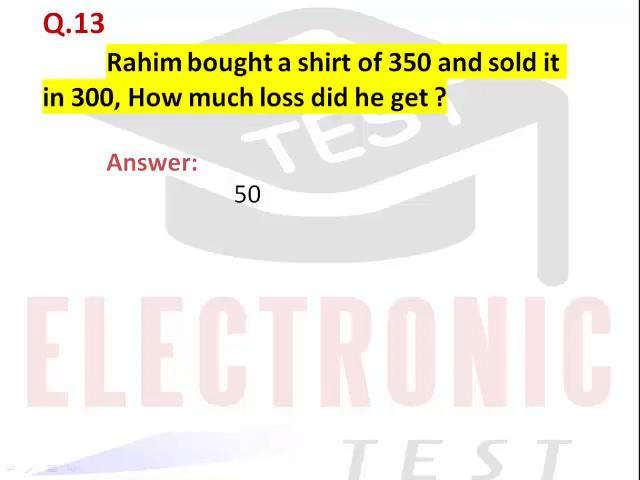 Q.13
Rahim bought a shirt of 350 and sold it
in 300, How much loss did he get ?
TEST
Answer:
50
ELECTRONIC
TEST